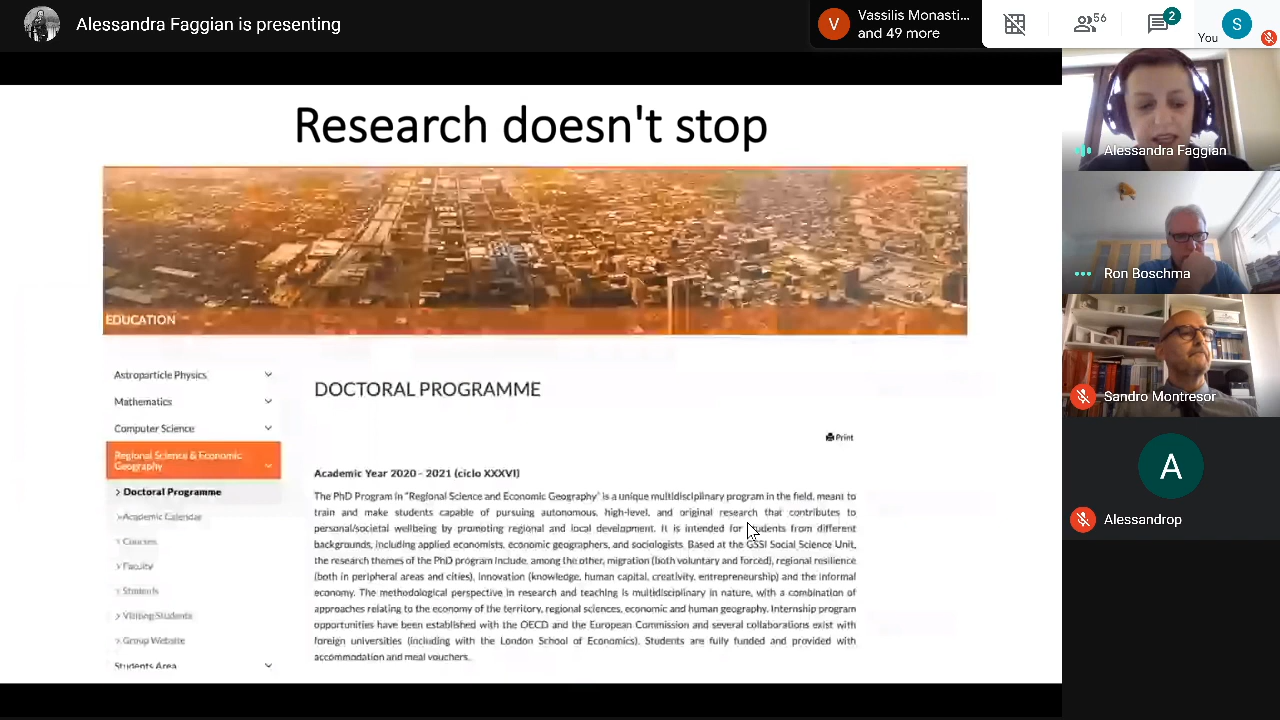 Alessandra Faggian is presenting
V
Vassilis Monasti...
and 49 more
56
2
You
S
Research doesn't stop
EDUCATION
Astroparticle Physics
Mathematics
Computer Science
Regional Science & Economic
Geography
> Doctoral Programme
> Academic Calendar
> Courses
> Faculty
> Students
> Visiting Students
> Group Website
Students Area
DOCTORAL PROGRAMME
Print
Academic Year 2020 - 2021 (ciclo XXXVI)
The PhD Program in "Regional Science and Economic Geography" is a unique multidisciplinary program in the field, meant to
train and make students capable of pursuing autonomous, high-level, and original research that contributes to
personal/societal wellbeing by promoting regional and local development. It is intended for students from different
backgrounds, including applied economists, economic geographers, and sociologists. Based at the GSSI Social Science Unit,
the research themes of the PhD program include, among the other, migration (both voluntary and forced), regional resilience
(both in peripheral areas and cities), innovation (knowledge, human capital, creativity, entrepreneurship) and the informal
economy. The methodological perspective in research and teaching is multidisciplinary in nature, with a combination of
approaches relating to the economy of the territory, regional sciences, economic and human geography. Internship program
opportunities have been established with the OECD and the European Commission and several collaborations exist with
foreign universities (including with the London School of Economics). Students are fully funded and provided with
accommodation and meal vouchers.
Alessandra Faggian
Ron Boschma
Sandro Montresor
A
Alessandrop